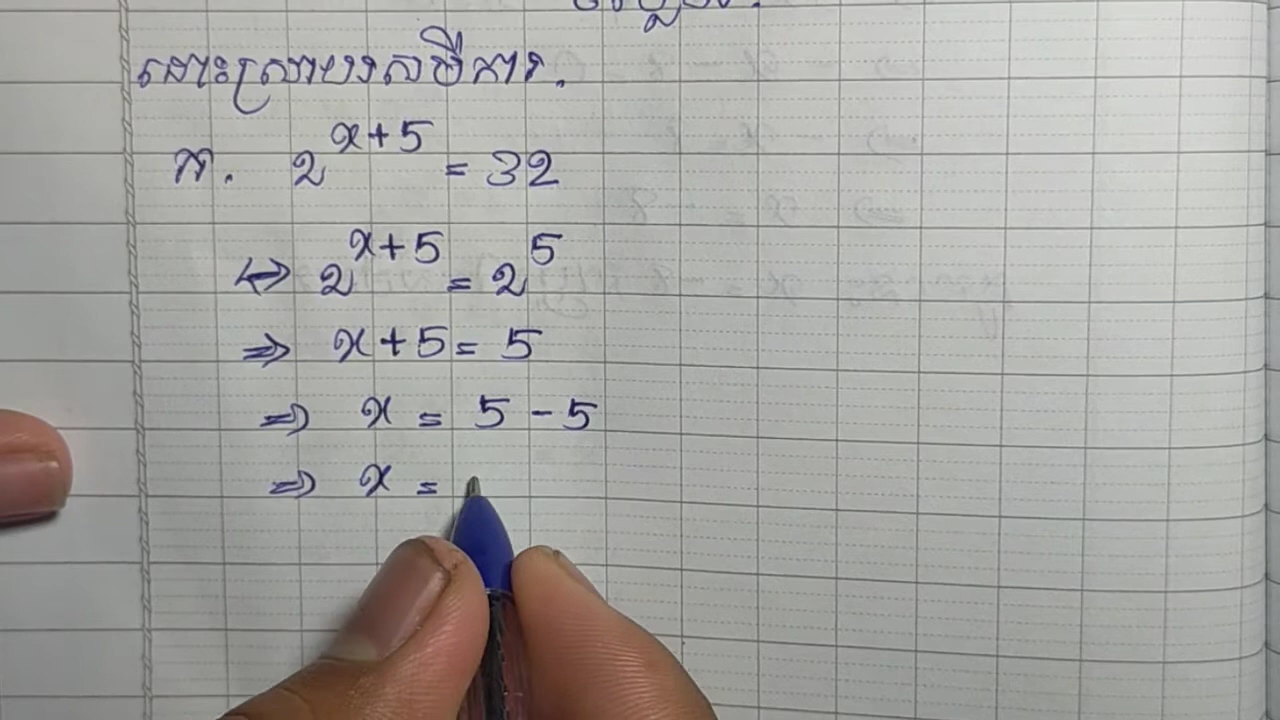 ដោះស្រាយសមីការ.
ក. 2^{x+5} = 32
⇔ 2^{x+5} = 2^5
⇒ x+5 = 5
⇒ x = 5 - 5
⇒ x =